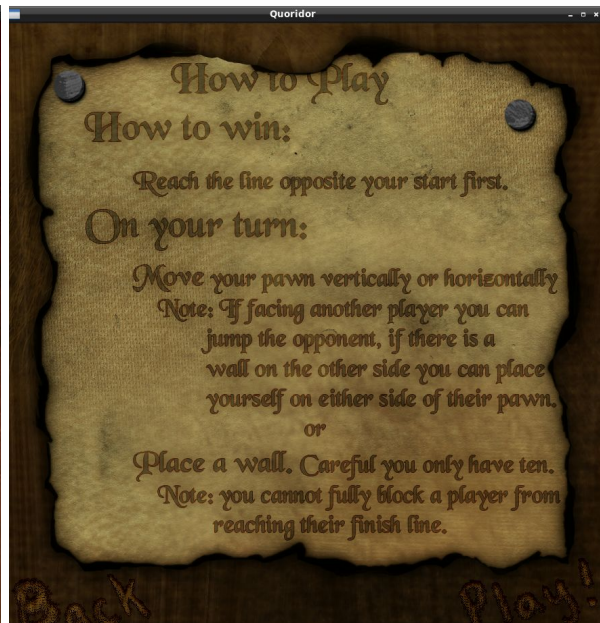 Quoridor
How to Play
How to win:
Reach the line opposite your start first.
On your turn:
Move your pawn vertically or horizontally
Note: If facing another player you can
jump the opponent, if there is a
wall on the other side you can place
yourself on either side of their pawn.
or
Place a wall. Careful you only have ten.
Note: you cannot fully block a player from
reaching their finish line.
Back
Play!